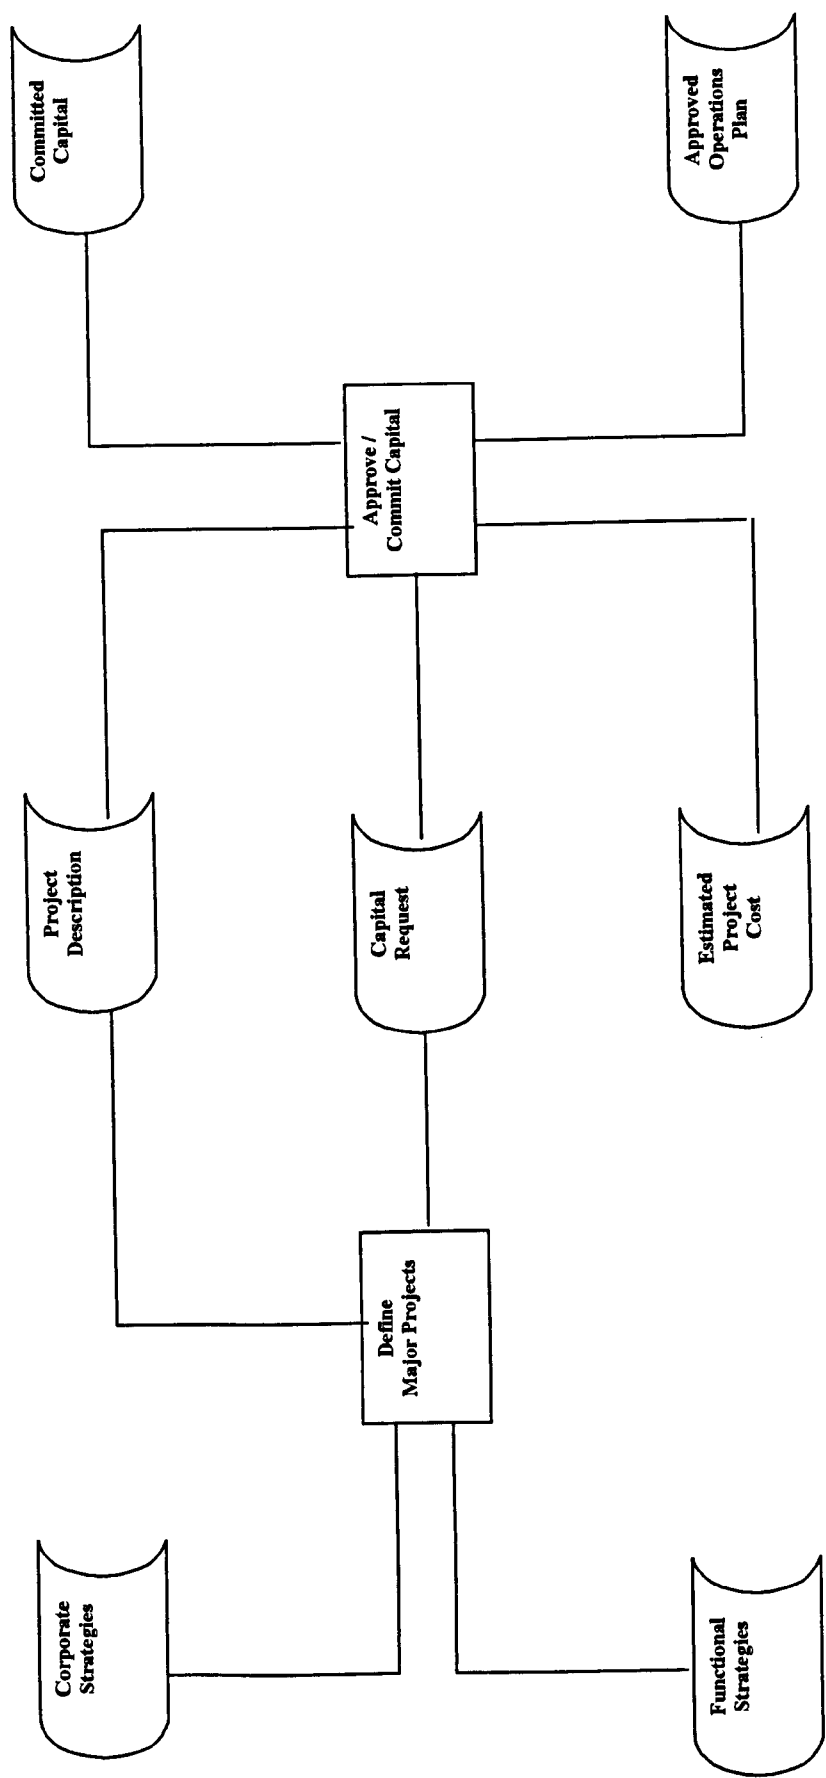 Corporate
Strategies
Functional
Strategies
Define
Major Projects
Project
Description
Capital
Request
Estimated
Project
Cost
Approve /
Commit Capital
Committed
Capital
Approved
Operations
Plan